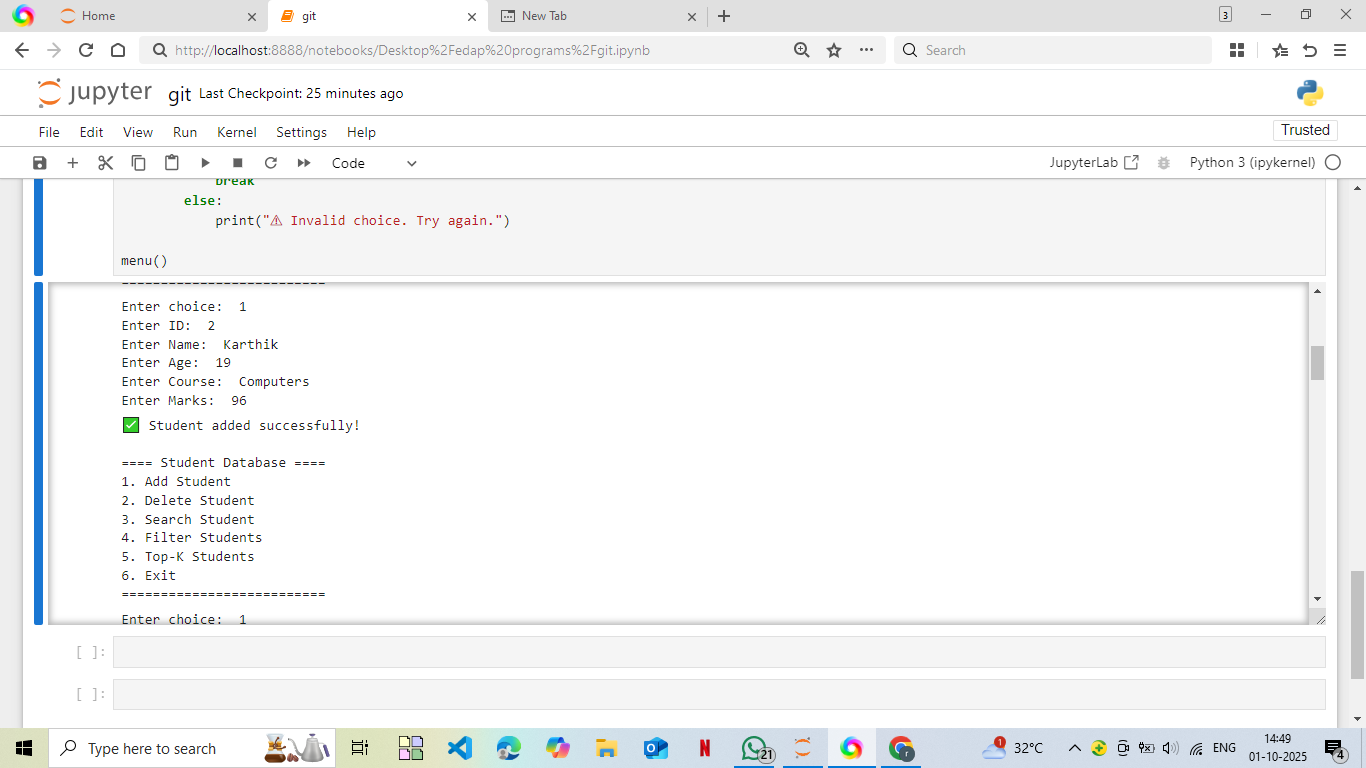 Home
git
New Tab
3
http://localhost:8888/notebooks/Desktop%2Fedap%20programs%2Fgit.ipynb
Search
jupyter git Last Checkpoint: 25 minutes ago
File Edit View Run Kernel Settings Help
Trusted
Code
JupyterLab
Python 3 (ipykernel)
break
else:
print("⚠ Invalid choice. Try again.")
menu()
==========================
Enter choice: 1
Enter ID: 2
Enter Name: Karthik
Enter Age: 19
Enter Course: Computers
Enter Marks: 96
✅ Student added successfully!
==== Student Database ====
1. Add Student
2. Delete Student
3. Search Student
4. Filter Students
5. Top-K Students
6. Exit
==========================
Enter choice: 1
[ ]:
[ ]:
Type here to search
21
r
1
32°C
ENG
14:49
01-10-2025
4